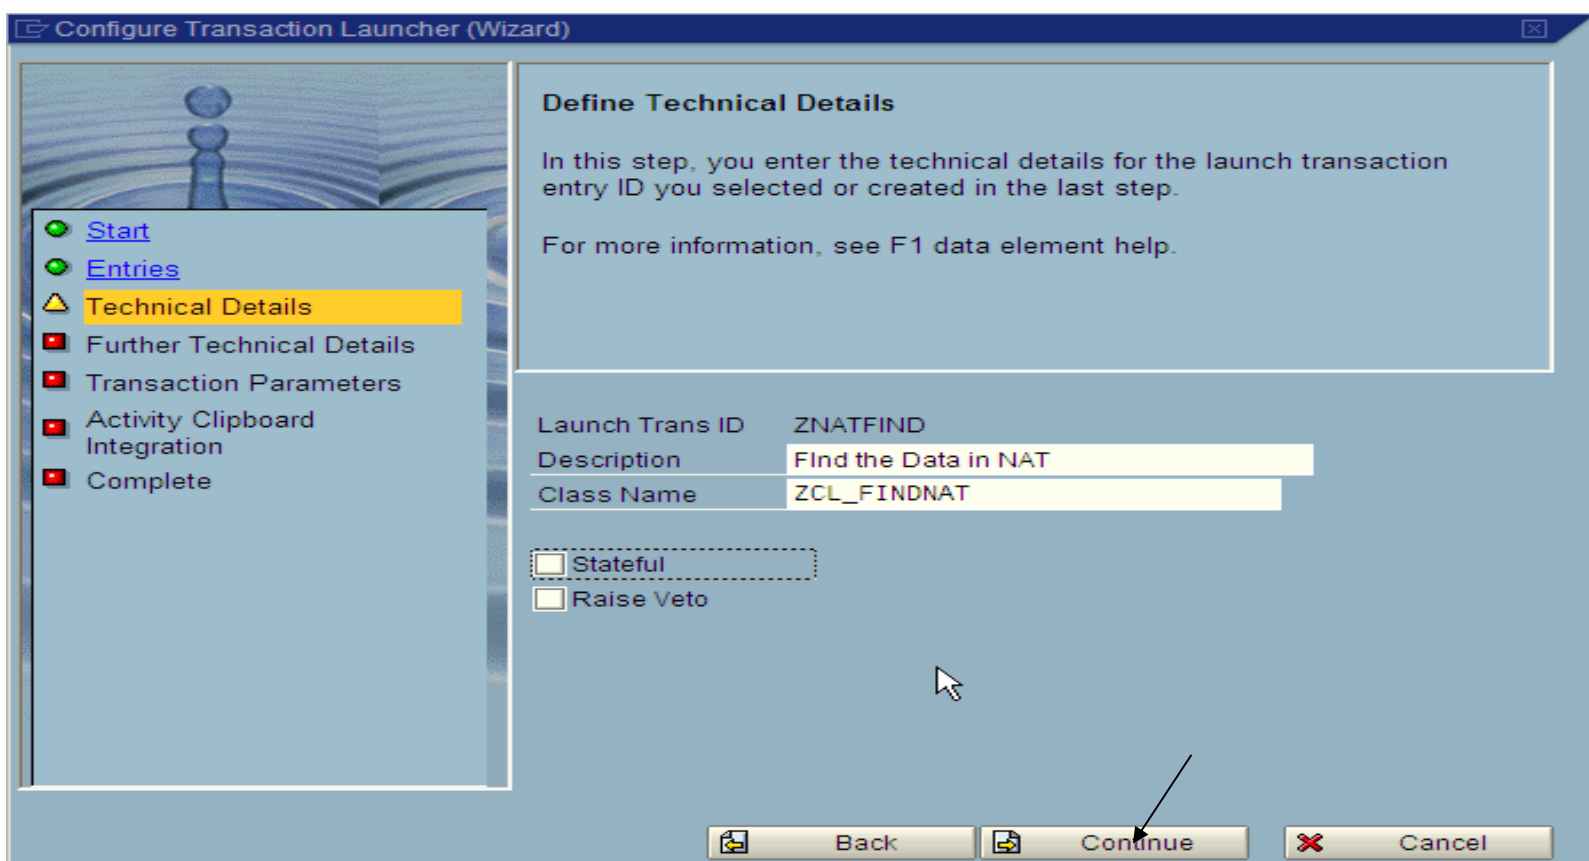 Configure Transaction Launcher (Wizard)
Define Technical Details
In this step, you enter the technical details for the launch transaction
entry ID you selected or created in the last step.
For more information, see F1 data element help.
Start
Entries
Technical Details
Further Technical Details
Transaction Parameters
Activity Clipboard
Integration
Complete
Launch Trans ID ZNATFIND
Description FInd the Data in NAT
Class Name ZCL_FINDNAT
Stateful
Raise Veto
Back Continue Cancel